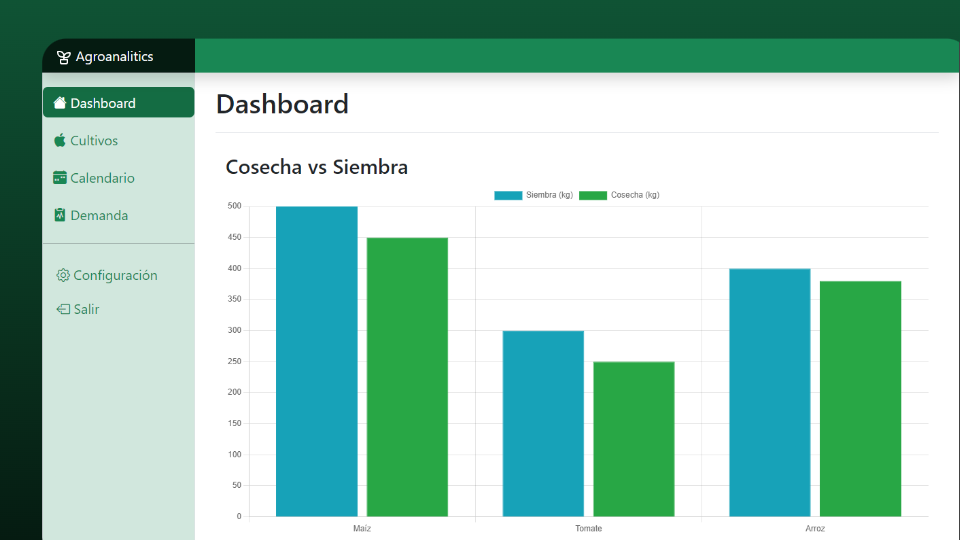 Agroanalitics
Dashboard
Cultivos
Calendario
Demanda
Configuración
Salir
Dashboard
Cosecha vs Siembra
Siembra (kg) Cosecha (kg)
500
450
400
350
300
250
200
150
100
50
0
Maíz Tomate Arroz